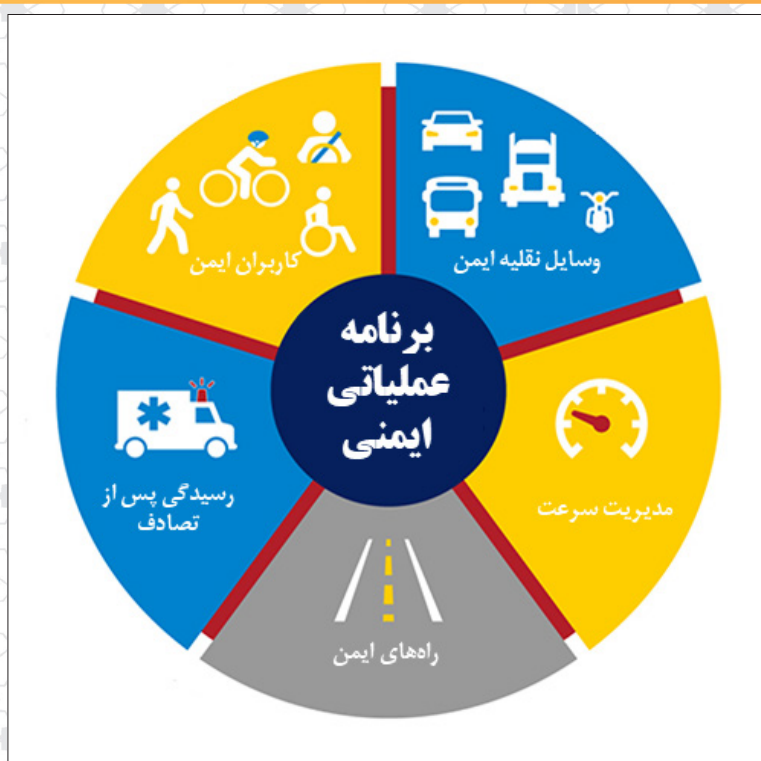 وسایل نقلیه ایمن
کاربران ایمن
برنامه
عملیاتی
ایمنی
مدیریت سرعت
رسیدگی پس از
تصادف
راه‌های ایمن